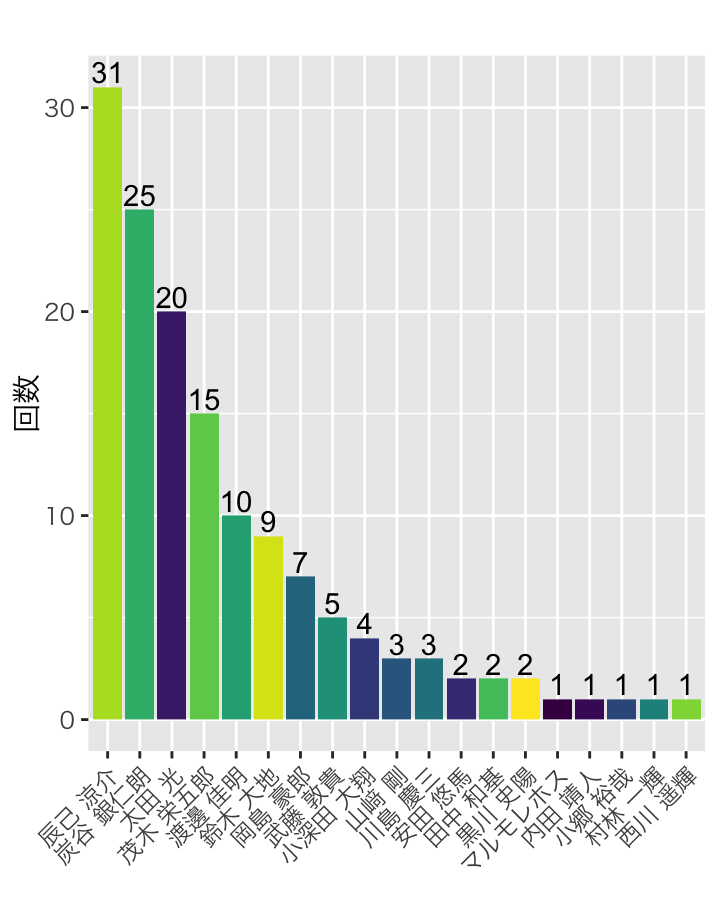 31
25
20
15
10
9
7
5
4
3
3
2
2
2
1
1
1
1
1
30
20
10
0
回数
辰己 涼介
炭谷 銀仁朗
太田 光
茂木 栄五郎
渡邊 佳明
鈴木 大地
岡島 豪郎
武藤 敦貴
小深田 大翔
山﨑 剛
川島 慶三
安田 悠馬
田中 和基
黒川 史陽
マルモレホス
内田 靖人
小郷 裕哉
村林 一輝
西川 遥輝